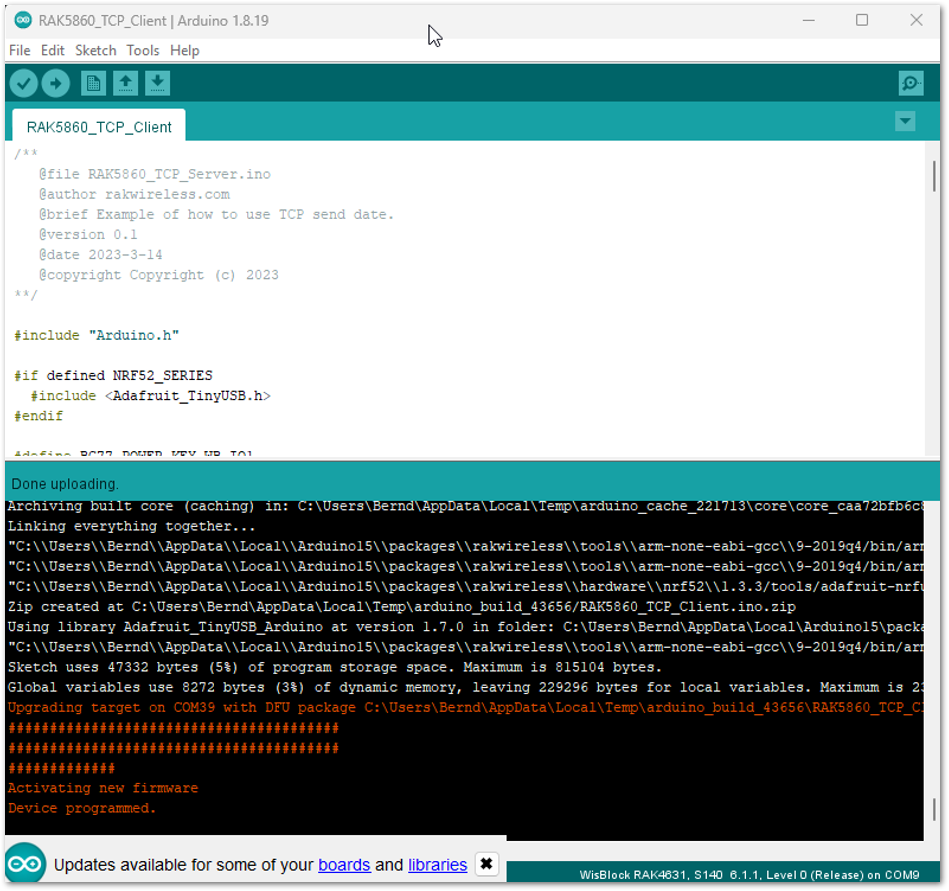 RAK5860_TCP_Client | Arduino 1.8.19
File Edit Sketch Tools Help
RAK5860_TCP_Client
/**
@file RAK5860_TCP_Server.ino
@author rakwireless.com
@brief Example of how to use TCP send date.
@version 0.1
@date 2023-3-14
@copyright Copyright (c) 2023
**/
#include "Arduino.h"
#if defined NRF52_SERIES
#include <Adafruit_TinyUSB.h>
#endif
#define BG77_POWER_KEY WB_IO1
Done uploading.
Archiving built core (caching) in: C:\Users\Bernd\AppData\Local\Temp\arduino_cache_221713\core\core_caa72bfb6c
Linking everything together...
"C:\\Users\\Bernd\\AppData\\Local\\Arduino15\\packages\\rakwireless\\tools\\arm-none-eabi-gcc\\9-2019q4/bin/ar
"C:\\Users\\Bernd\\AppData\\Local\\Arduino15\\packages\\rakwireless\\tools\\arm-none-eabi-gcc\\9-2019q4/bin/ar
"C:\\Users\\Bernd\\AppData\\Local\\Arduino15\\packages\\rakwireless\\hardware\\nrf52\\1.3.3/tools/adafruit-nrf
Zip created at C:\Users\Bernd\AppData\Local\Temp\arduino_build_43656/RAK5860_TCP_Client.ino.zip
Using library Adafruit_TinyUSB_Arduino at version 1.7.0 in folder: C:\Users\Bernd\AppData\Local\Arduino15\packa
"C:\\Users\\Bernd\\AppData\\Local\\Arduino15\\packages\\rakwireless\\tools\\arm-none-eabi-gcc\\9-2019q4/bin/ar
Sketch uses 47332 bytes (5%) of program storage space. Maximum is 815104 bytes.
Global variables use 8272 bytes (3%) of dynamic memory, leaving 229296 bytes for local variables. Maximum is 23
Upgrading target on COM39 with DFU package C:\Users\Bernd\AppData\Local\Temp\arduino_build_43656\RAK5860_TCP_C
########################################
########################################
#############
Activating new firmware
Device programmed.
Updates available for some of your boards and libraries
WisBlock RAK4631, S140 6.1.1, Level 0 (Release) on COM9